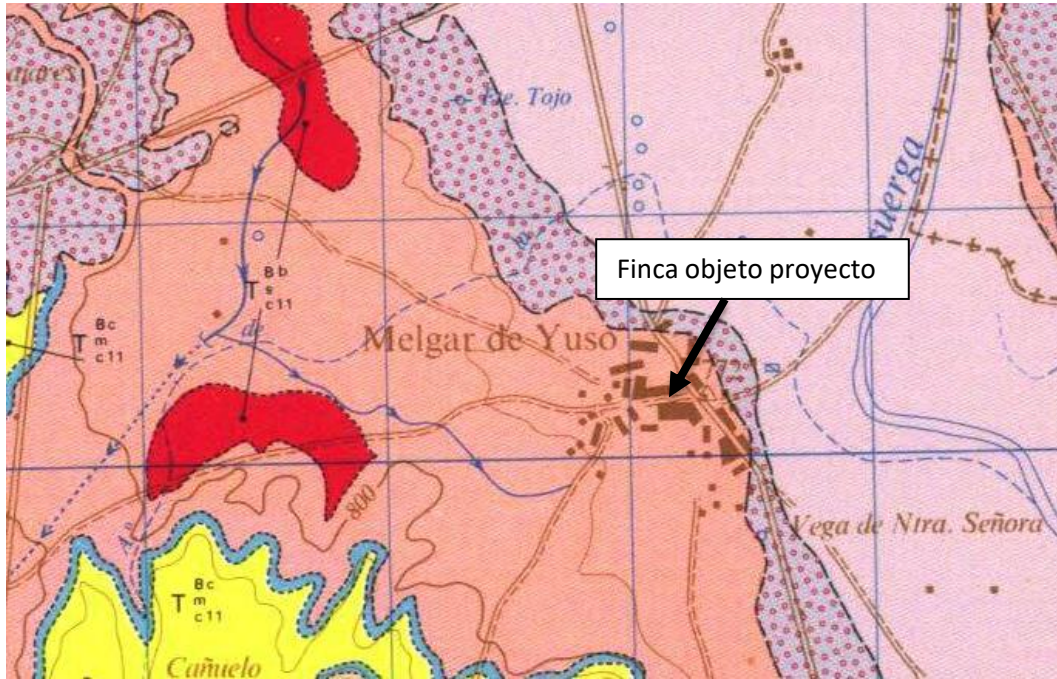 Fte. Tojo
Finca objeto proyecto
T Bb s c11
Melgar de Yuso
de
T Bc m c11
800
Vega de Ntra. Señora
T Bc m c11
Cañuelo